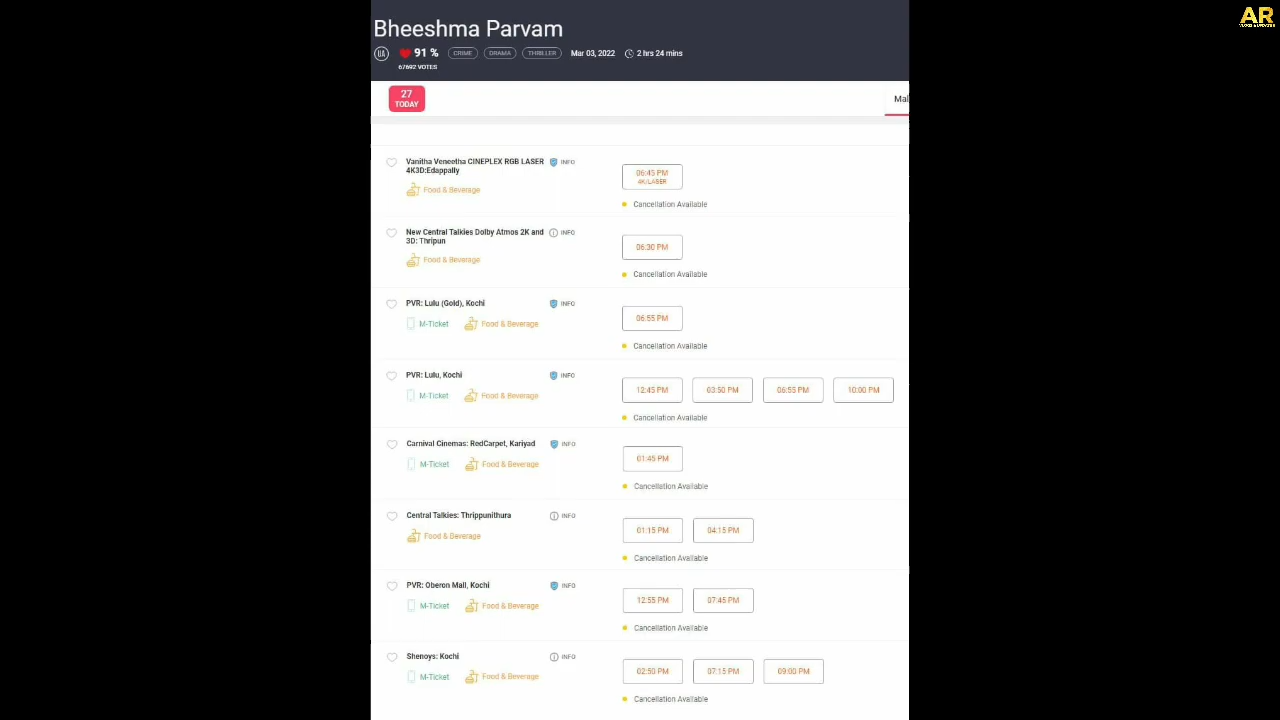 AR
VIDEOS & UPDATES
Bheeshma Parvam
UA 91 % CRIME DRAMA THRILLER Mar 03, 2022 2 hrs 24 mins
67692 VOTES
27
TODAY
Mal
Vanitha Veneetha CINEPLEX RGB LASER
4K3D:Edappally
INFO
Food & Beverage
06:45 PM
4K/LASER
Cancellation Available
New Central Talkies Dolby Atmos 2K and
3D: Thripun
INFO
Food & Beverage
06:30 PM
Cancellation Available
PVR: Lulu (Gold), Kochi INFO
M-Ticket Food & Beverage
06:55 PM
Cancellation Available
PVR: Lulu, Kochi INFO
M-Ticket Food & Beverage
12:45 PM 03:50 PM 06:55 PM 10:00 PM
Cancellation Available
Carnival Cinemas: RedCarpet, Kariyad INFO
M-Ticket Food & Beverage
01:45 PM
Cancellation Available
Central Talkies: Thrippunithura INFO
Food & Beverage
01:15 PM 04:15 PM
Cancellation Available
PVR: Oberon Mall, Kochi INFO
M-Ticket Food & Beverage
12:55 PM 07:45 PM
Cancellation Available
Shenoys: Kochi INFO
M-Ticket Food & Beverage
02:50 PM 07:15 PM 09:00 PM
Cancellation Available